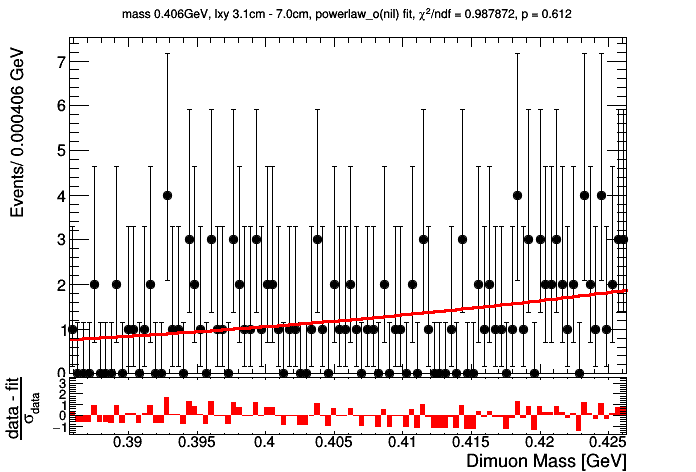 mass 0.406GeV, lxy 3.1cm - 7.0cm, powerlaw_o(nil) fit, χ²/ndf = 0.987872, p = 0.612
Events/ 0.000406 GeV
7
6
5
4
3
2
1
0
data - fit
σdata
3
2
1
0
−1
0.39 0.395 0.4 0.405 0.41 0.415 0.42 0.425
Dimuon Mass [GeV]